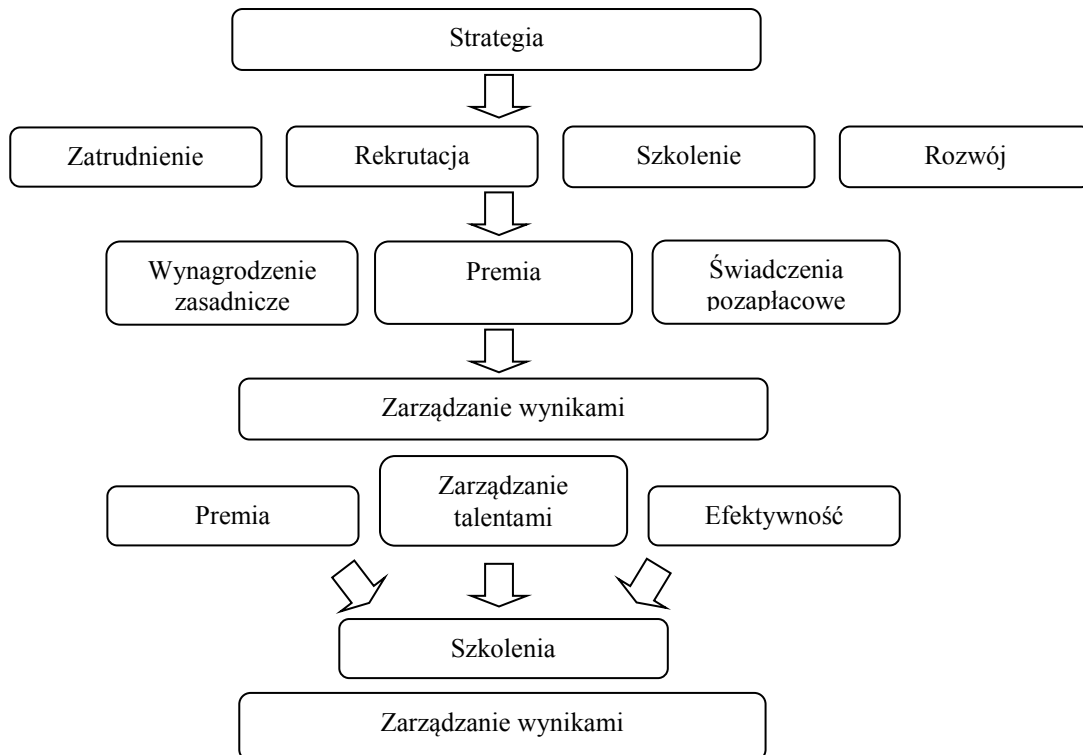 Strategia
Zatrudnienie
Rekrutacja
Szkolenie
Rozwój
Wynagrodzenie
zasadnicze
Premia
Świadczenia
pozapłacowe
Zarządzanie wynikami
Premia
Zarządzanie
talentami
Efektywność
Szkolenia
Zarządzanie wynikami